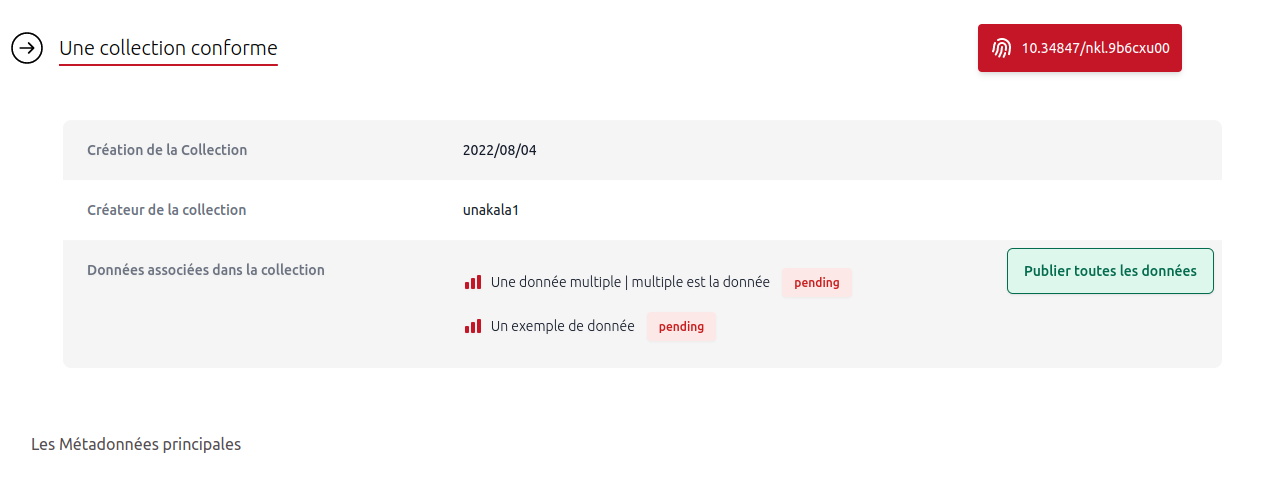 Une collection conforme
10.34847/nkl.9b6cxu00
Création de la Collection
2022/08/04
Créateur de la collection
unakala1
Données associées dans la collection
Une donnée multiple | multiple est la donnée
pending
Publier toutes les données
Un exemple de donnée
pending
Les Métadonnées principales